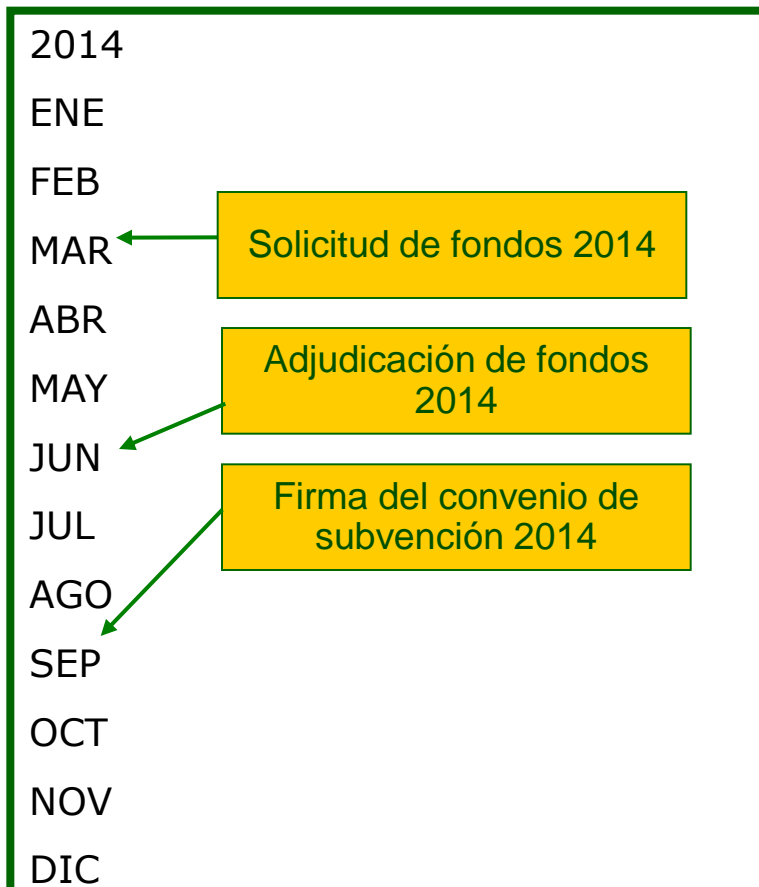 2014
ENE
FEB
MAR
Solicitud de fondos 2014
ABR
Adjudicación de fondos
2014
MAY
JUN
JUL
Firma del convenio de
subvención 2014
AGO
SEP
OCT
NOV
DIC